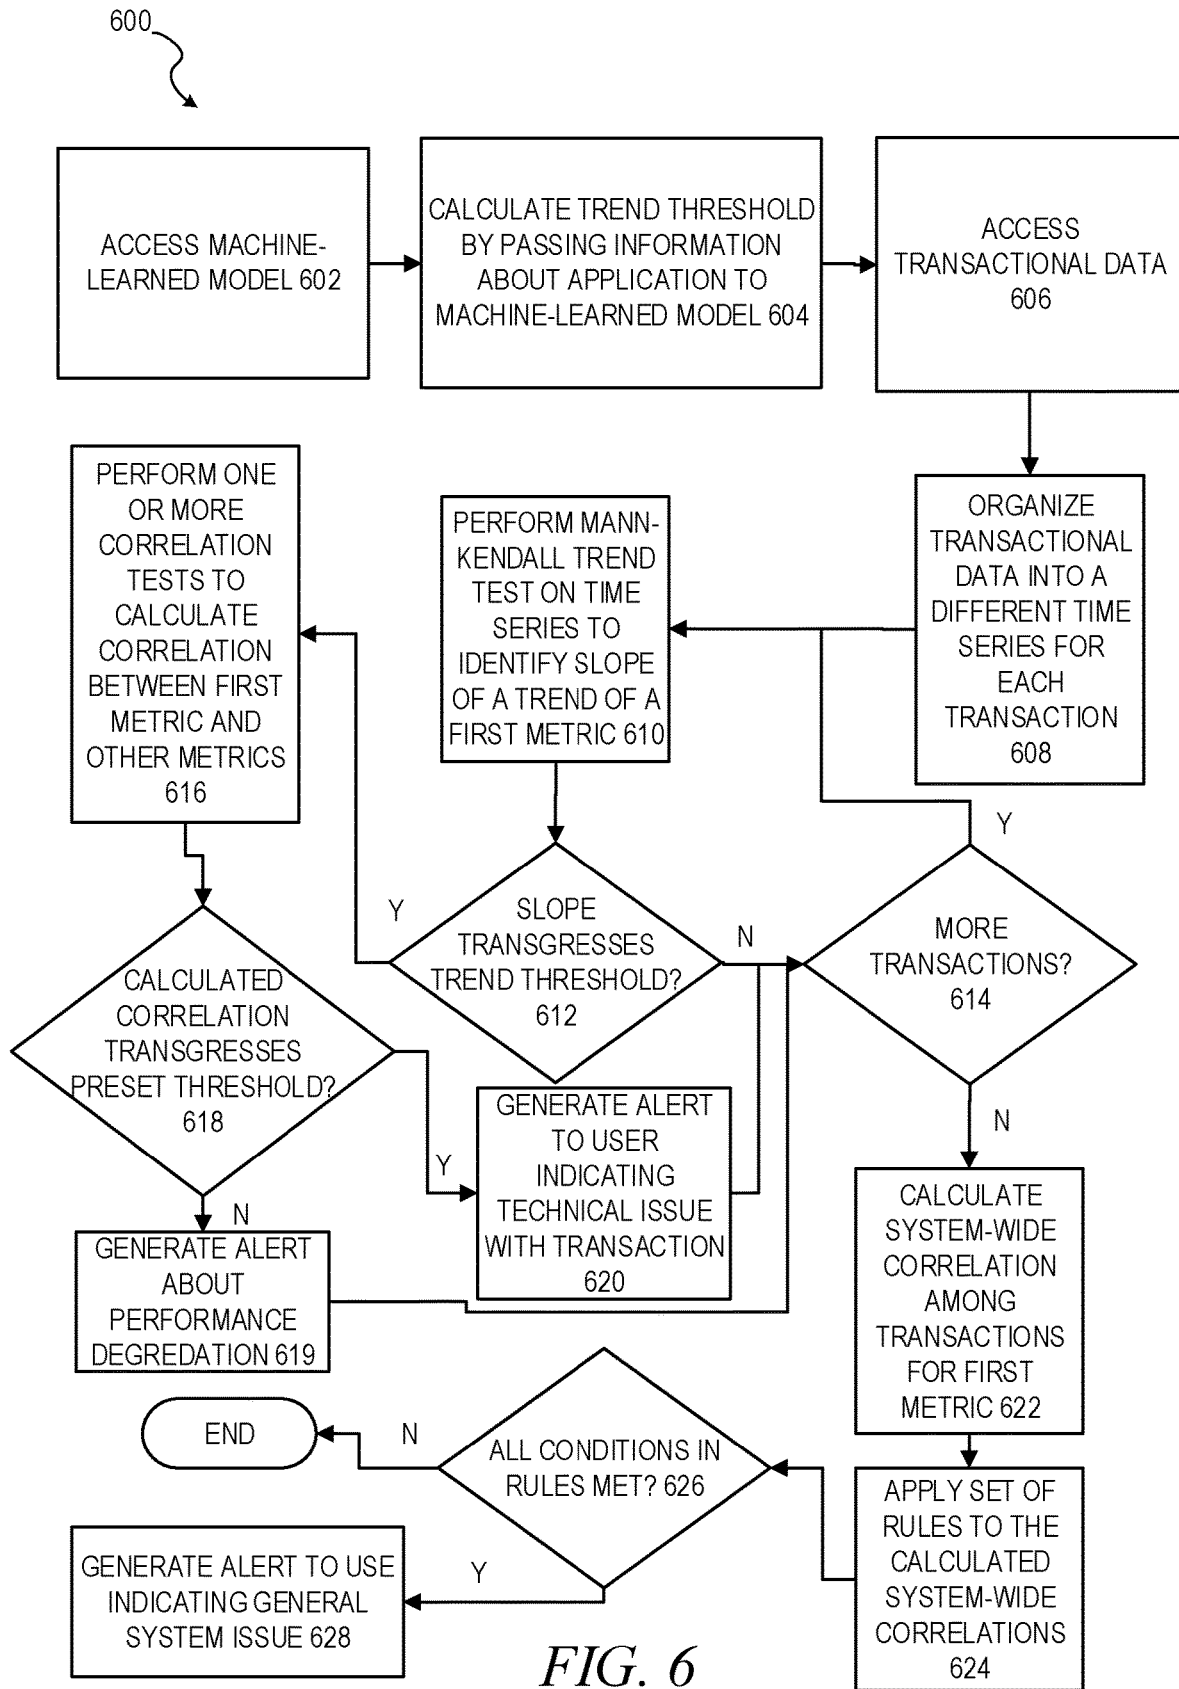 600
ACCESS MACHINE-
LEARNED MODEL 602
CALCULATE TREND THRESHOLD
BY PASSING INFORMATION
ABOUT APPLICATION TO
MACHINE-LEARNED MODEL 604
ACCESS
TRANSACTIONAL DATA
606
ORGANIZE
TRANSACTIONAL
DATA INTO A
DIFFERENT TIME
SERIES FOR
EACH
TRANSACTION
608
PERFORM MANN-
KENDALL TREND
TEST ON TIME
SERIES TO
IDENTIFY SLOPE
OF A TREND OF A
FIRST METRIC 610
SLOPE
TRANSGRESSES
TREND THRESHOLD?
612
Y
N
PERFORM ONE
OR MORE
CORRELATION
TESTS TO
CALCULATE
CORRELATION
BETWEEN FIRST
METRIC AND
OTHER METRICS
616
CALCULATED
CORRELATION
TRANSGRESSES
PRESET THRESHOLD?
618
Y
N
GENERATE ALERT
ABOUT
PERFORMANCE
DEGREDATION 619
GENERATE ALERT
TO USER
INDICATING
TECHNICAL ISSUE
WITH TRANSACTION
620
MORE
TRANSACTIONS?
614
Y
N
CALCULATE
SYSTEM-WIDE
CORRELATION
AMONG
TRANSACTIONS
FOR FIRST
METRIC 622
APPLY SET OF
RULES TO THE
CALCULATED
SYSTEM-WIDE
CORRELATIONS
624
ALL CONDITIONS IN
RULES MET? 626
N
Y
END
GENERATE ALERT TO USE
INDICATING GENERAL
SYSTEM ISSUE 628
FIG. 6